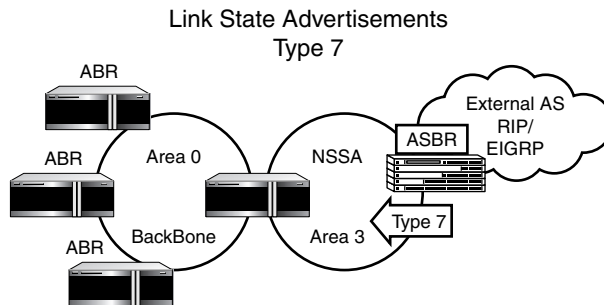 Link State Advertisements
Type 7
ABR
ABR
ABR
Area 0
BackBone
NSSA
Area 3
ASBR
Type 7
External AS
RIP/
EIGRP